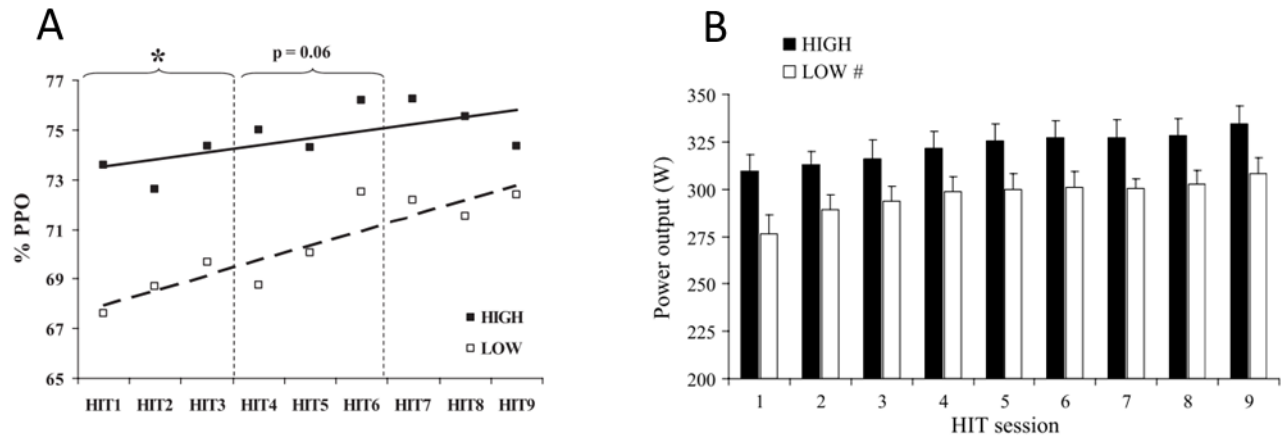 A
*
p = 0.06
77
75
73
71
69
67
65
% PPO
HIGH
LOW
HIT1 HIT2 HIT3 HIT4 HIT5 HIT6 HIT7 HIT8 HIT9
B
HIGH
LOW #
350
325
300
275
250
225
200
Power output (W)
1 2 3 4 5 6 7 8 9
HIT session